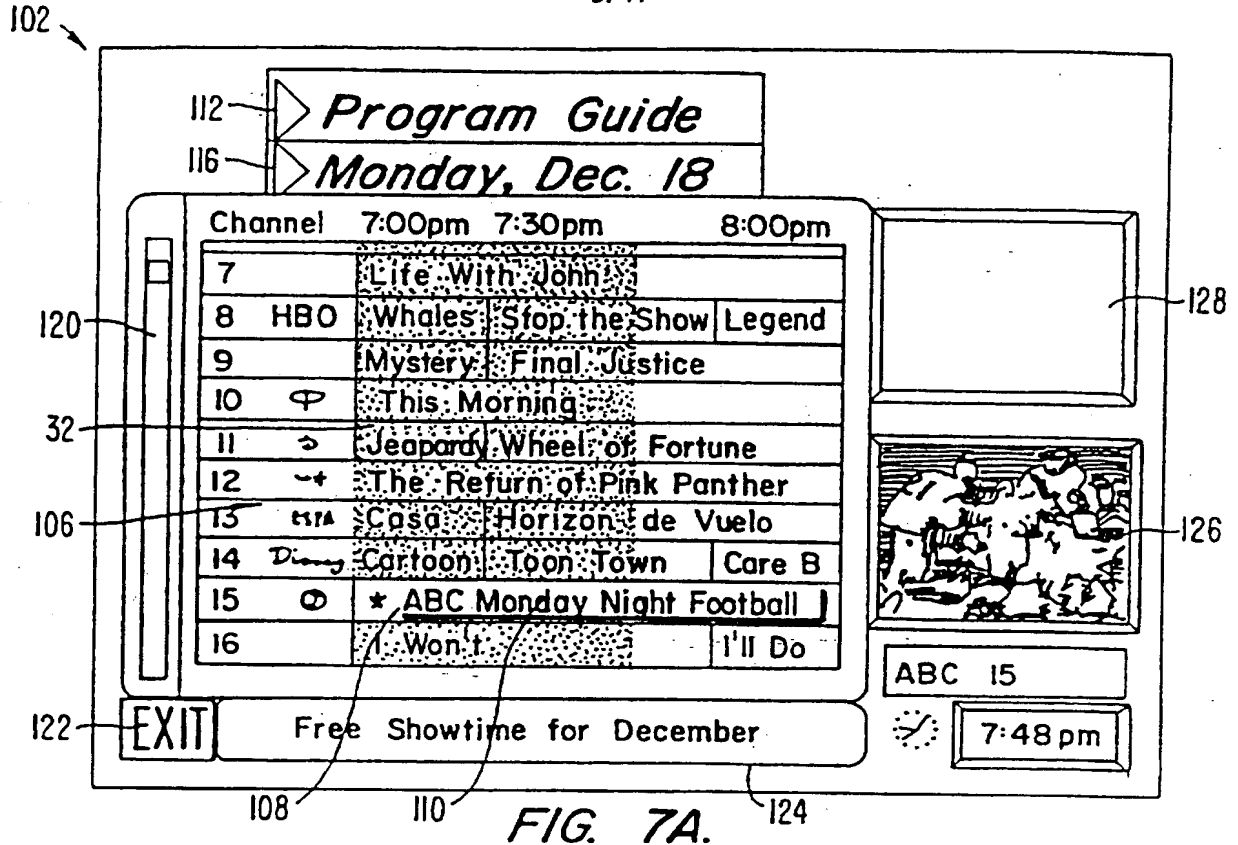 102
112
Program Guide
116
Monday, Dec. 18
Channel 7:00pm 7:30pm 8:00pm
7 Life With John
8 HBO Whales Stop the Show Legend
128
120
9 Mystery Final Justice
10 This Morning
32
11 Jeapardy Wheel of Fortune
12 The Return of Pink Panther
106
13 Casa Horizon de Vuelo
126
14 Disney Cartoon Toon Town Care B
15 ★ ABC Monday Night Football
16 I Won't I'll Do
ABC 15
122
EXIT Free Showtime for December
7:48 pm
108 110 124
FIG. 7A.